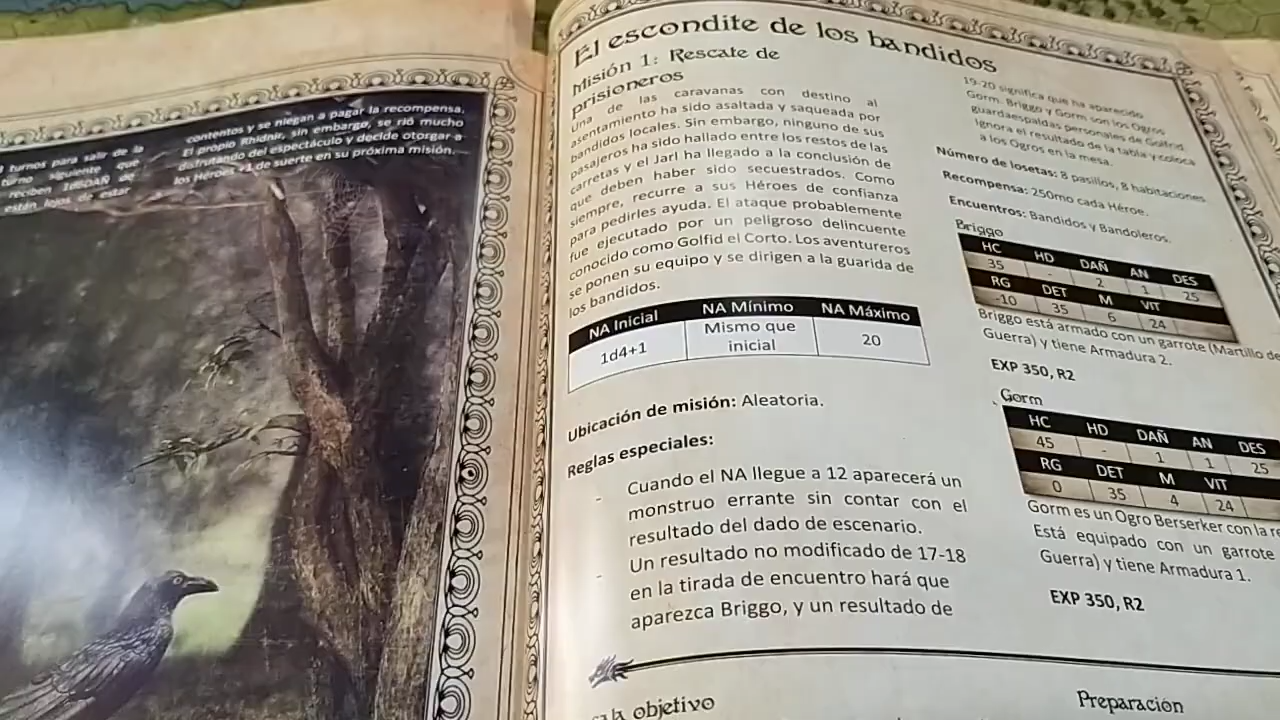 turnos para salir de la
turno siguiente que
reciben 1d6DAÑ de
están lejos de estar
contentos y se niegan a pagar la recompensa.
El propio Rhidnir, sin embargo, se rió mucho
disfrutando del espectáculo y decide otorgar a
los Héroes +1 de suerte en su próxima misión.
El escondite de los bandidos
Misión 1: Rescate de
prisioneros
Una de las caravanas con destino al
asentamiento ha sido asaltada y saqueada por
bandidos locales. Sin embargo, ninguno de sus
pasajeros ha sido hallado entre los restos de las
carretas y el Jarl ha llegado a la conclusión de
que deben haber sido secuestrados. Como
siempre, recurre a sus Héroes de confianza
para pedirles ayuda. El ataque probablemente
fue ejecutado por un peligroso delincuente
conocido como Golfid el Corto. Los aventureros
se ponen su equipo y se dirigen a la guarida de
los bandidos.
NA Inicial NA Mínimo NA Máximo
1d4+1 Mismo que 20
inicial
Ubicación de misión: Aleatoria.
Reglas especiales:
- Cuando el NA llegue a 12 aparecerá un
monstruo errante sin contar con el
resultado del dado de escenario.
- Un resultado no modificado de 17-18
en la tirada de encuentro hará que
aparezca Briggo, y un resultado de
19-20 significa que ha aparecido
Gorm. Briggo y Gorm son los Ogros
guardaespaldas personales de Golfrid.
Ignora el resultado de la tabla y coloca
a los Ogros en la mesa.
Número de losetas: 8 pasillos, 8 habitaciones
Recompensa: 250mo cada Héroe.
Encuentros: Bandidos y Bandoleros.
Briggo
HC HD DAÑ AN DES
35 - 2 1 25
RG DET M VIT
-10 35 6 24
Briggo está armado con un garrote (Martillo de
Guerra) y tiene Armadura 2.
EXP 350, R2
Gorm
HC HD DAÑ AN DES
45 - 1 1 25
RG DET M VIT
0 35 4 24
Gorm es un Ogro Berserker con la
Está equipado con un garrote
Guerra) y tiene Armadura 1.
EXP 350, R2
objetivo
Preparación